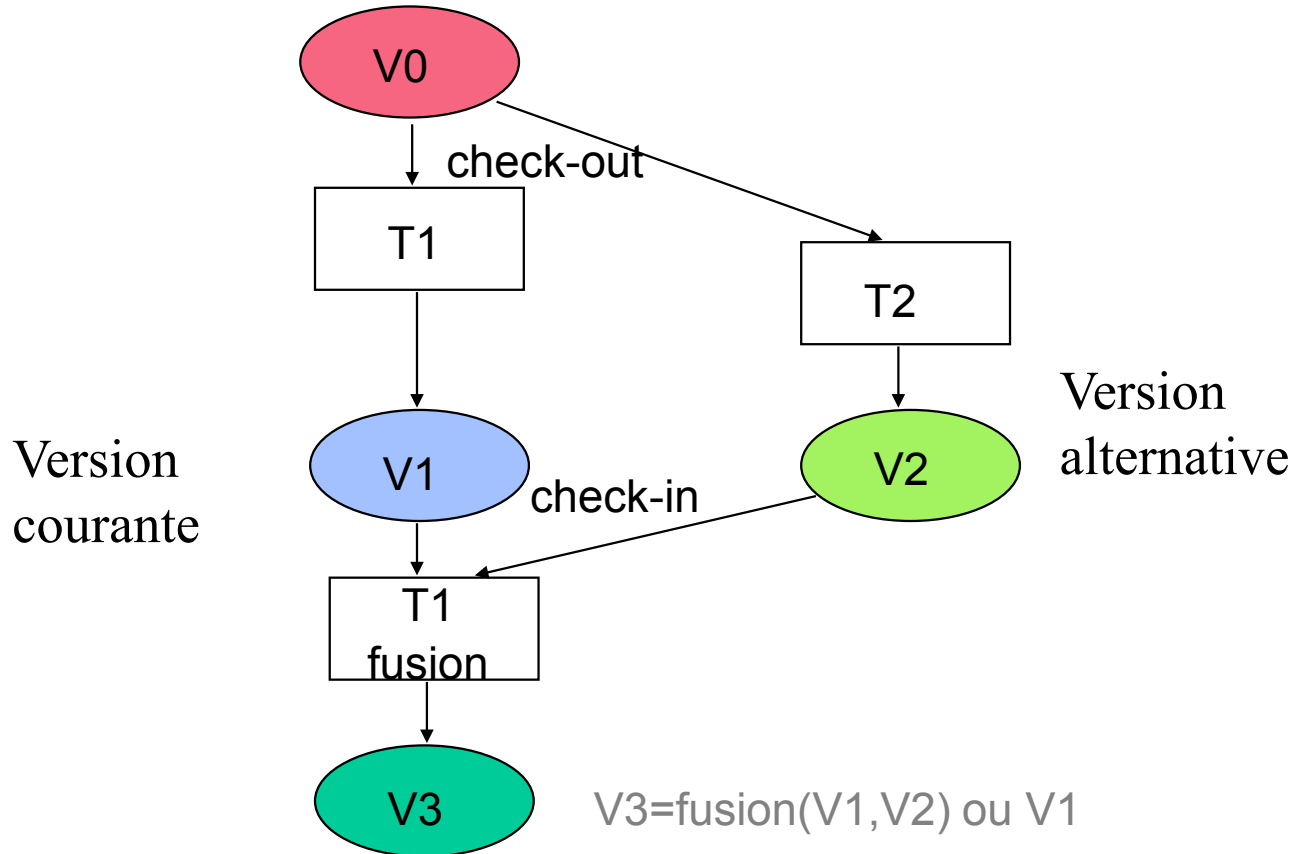 V0
check-out
T1
T2
Version
alternative
Version
courante
V1
V2
check-in
T1
fusion
V3
V3=fusion(V1,V2) ou V1